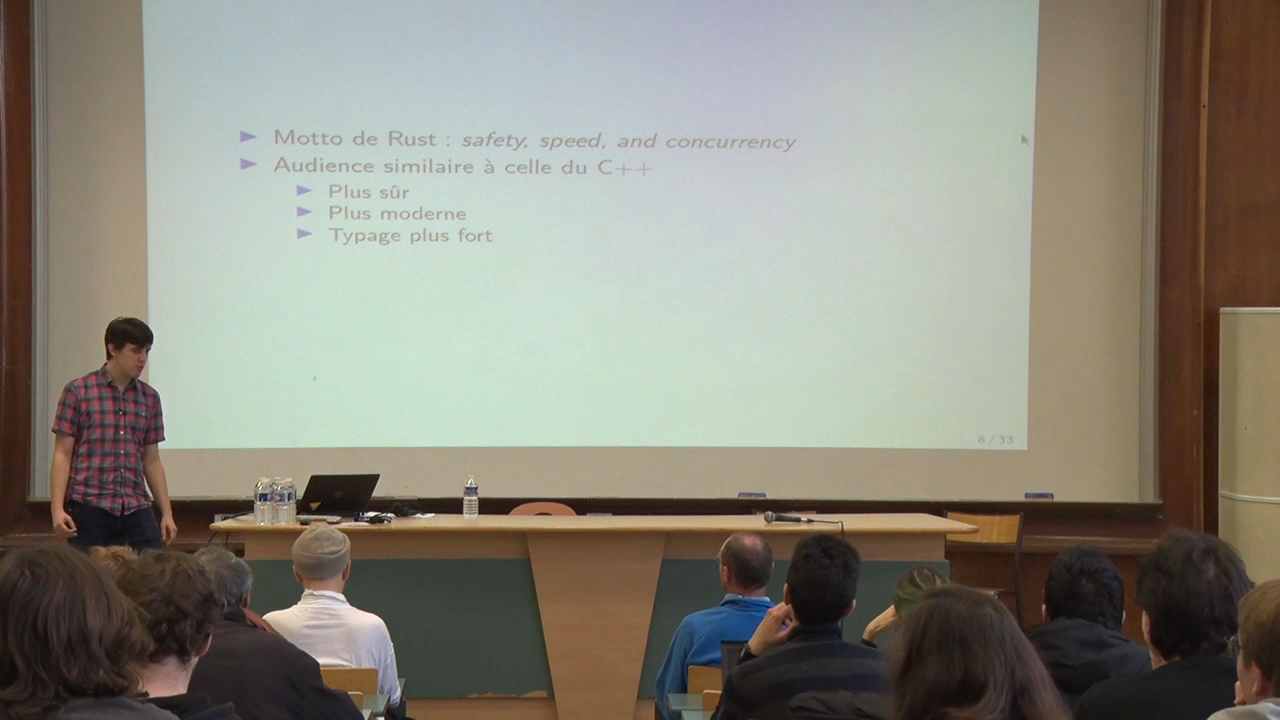 Motto de Rust : safety, speed, and concurrency
Audience similaire à celle du C++
Plus sûr
Plus moderne
Typage plus fort
8 / 33